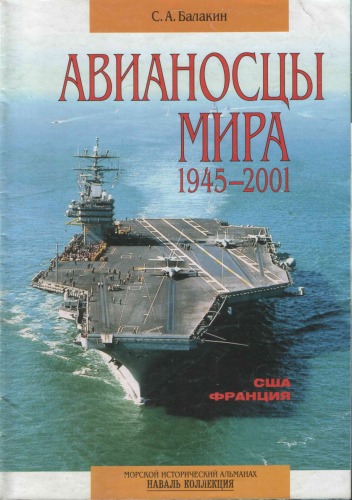 С. А. Балакин
АВИАНОСЦЫ
МИРА
1945–2001
США
ФРАНЦИЯ
МОРСКОЙ ИСТОРИЧЕСКИЙ АЛЬМАНАХ
НАВАЛЬ КОЛЛЕКЦИЯ